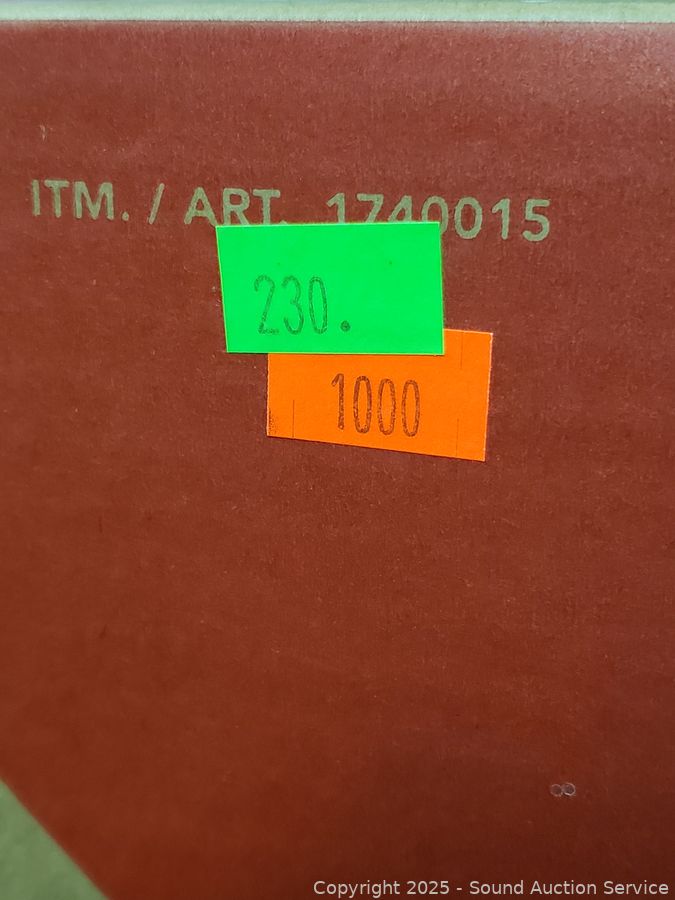 ITM. / ART. 1740015
230.
1000
Copyright 2025 - Sound Auction Service